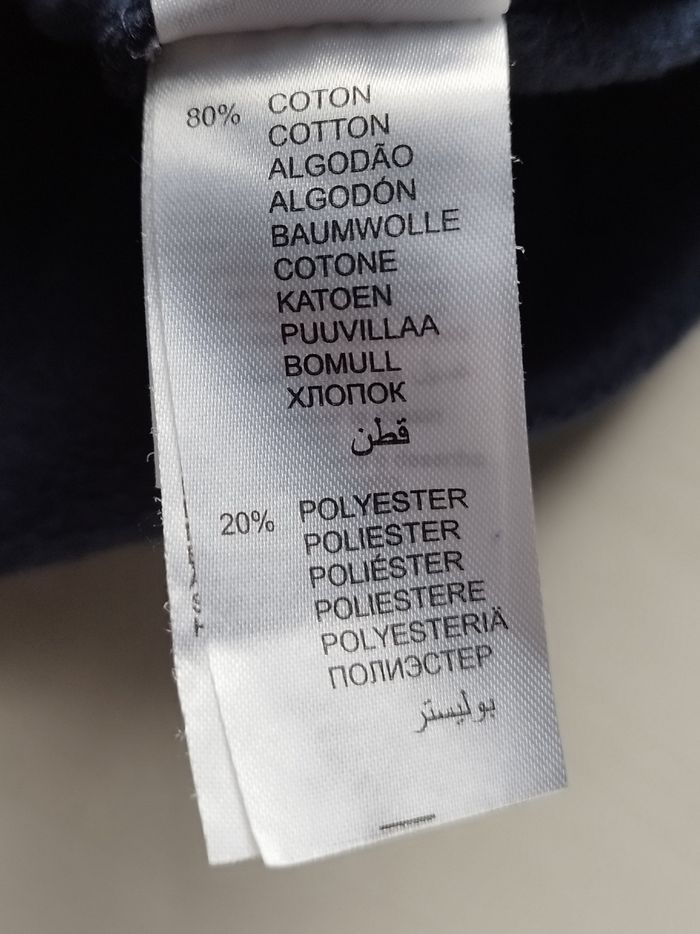 80% COTON
COTTON
ALGODÃO
ALGODÓN
BAUMWOLLE
COTONE
KATOEN
PUUVILLAA
BOMULL
ХЛОПОК
قطن
20% POLYESTER
POLIESTER
POLIÉSTER
POLIESTERE
POLYESTERIÄ
ПОЛИЭСТЕР
بوليستر